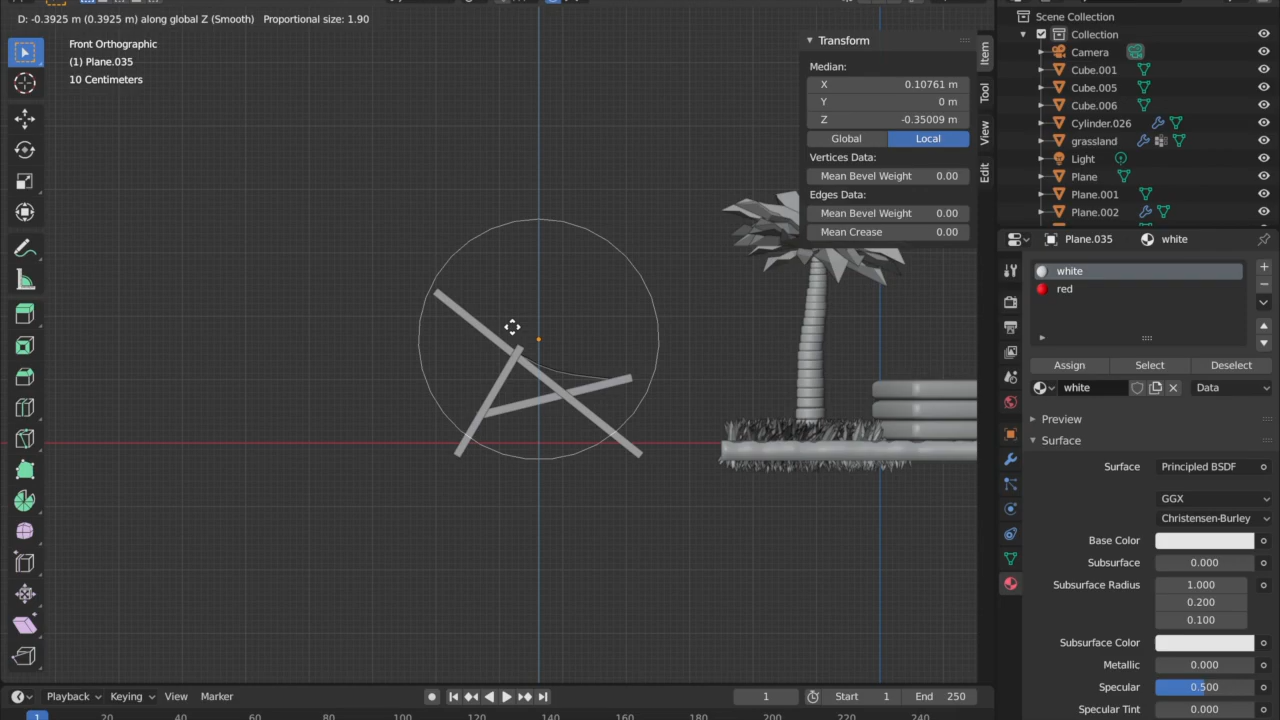 D: -0.3925 m (0.3925 m) along global Z (Smooth)    Proportional size: 1.90
Front Orthographic
(1) Plane.035
10 Centimeters
Transform
Median:
X 0.10761 m
Y 0 m
Z -0.35009 m
Global Local
Vertices Data:
Mean Bevel Weight 0.00
Edges Data:
Mean Bevel Weight 0.00
Mean Crease 0.00
Item
Tool
View
Edit
Scene Collection
Collection
Camera
Cube.001
Cube.005
Cube.006
Cylinder.026
grassland
Light
Plane
Plane.001
Plane.002
Plane.035 white
white
red
Assign Select Deselect
white Data
Preview
Surface
Surface Principled BSDF
GGX
Christensen-Burley
Base Color
Subsurface 0.000
Subsurface Radius 1.000
0.200
0.100
Subsurface Color
Metallic 0.000
Specular 0.500
Specular Tint 0.000
Playback Keying View Marker
1 Start 1 End 250
1 20 40 60 80 100 120 140 160 180 200 220 240